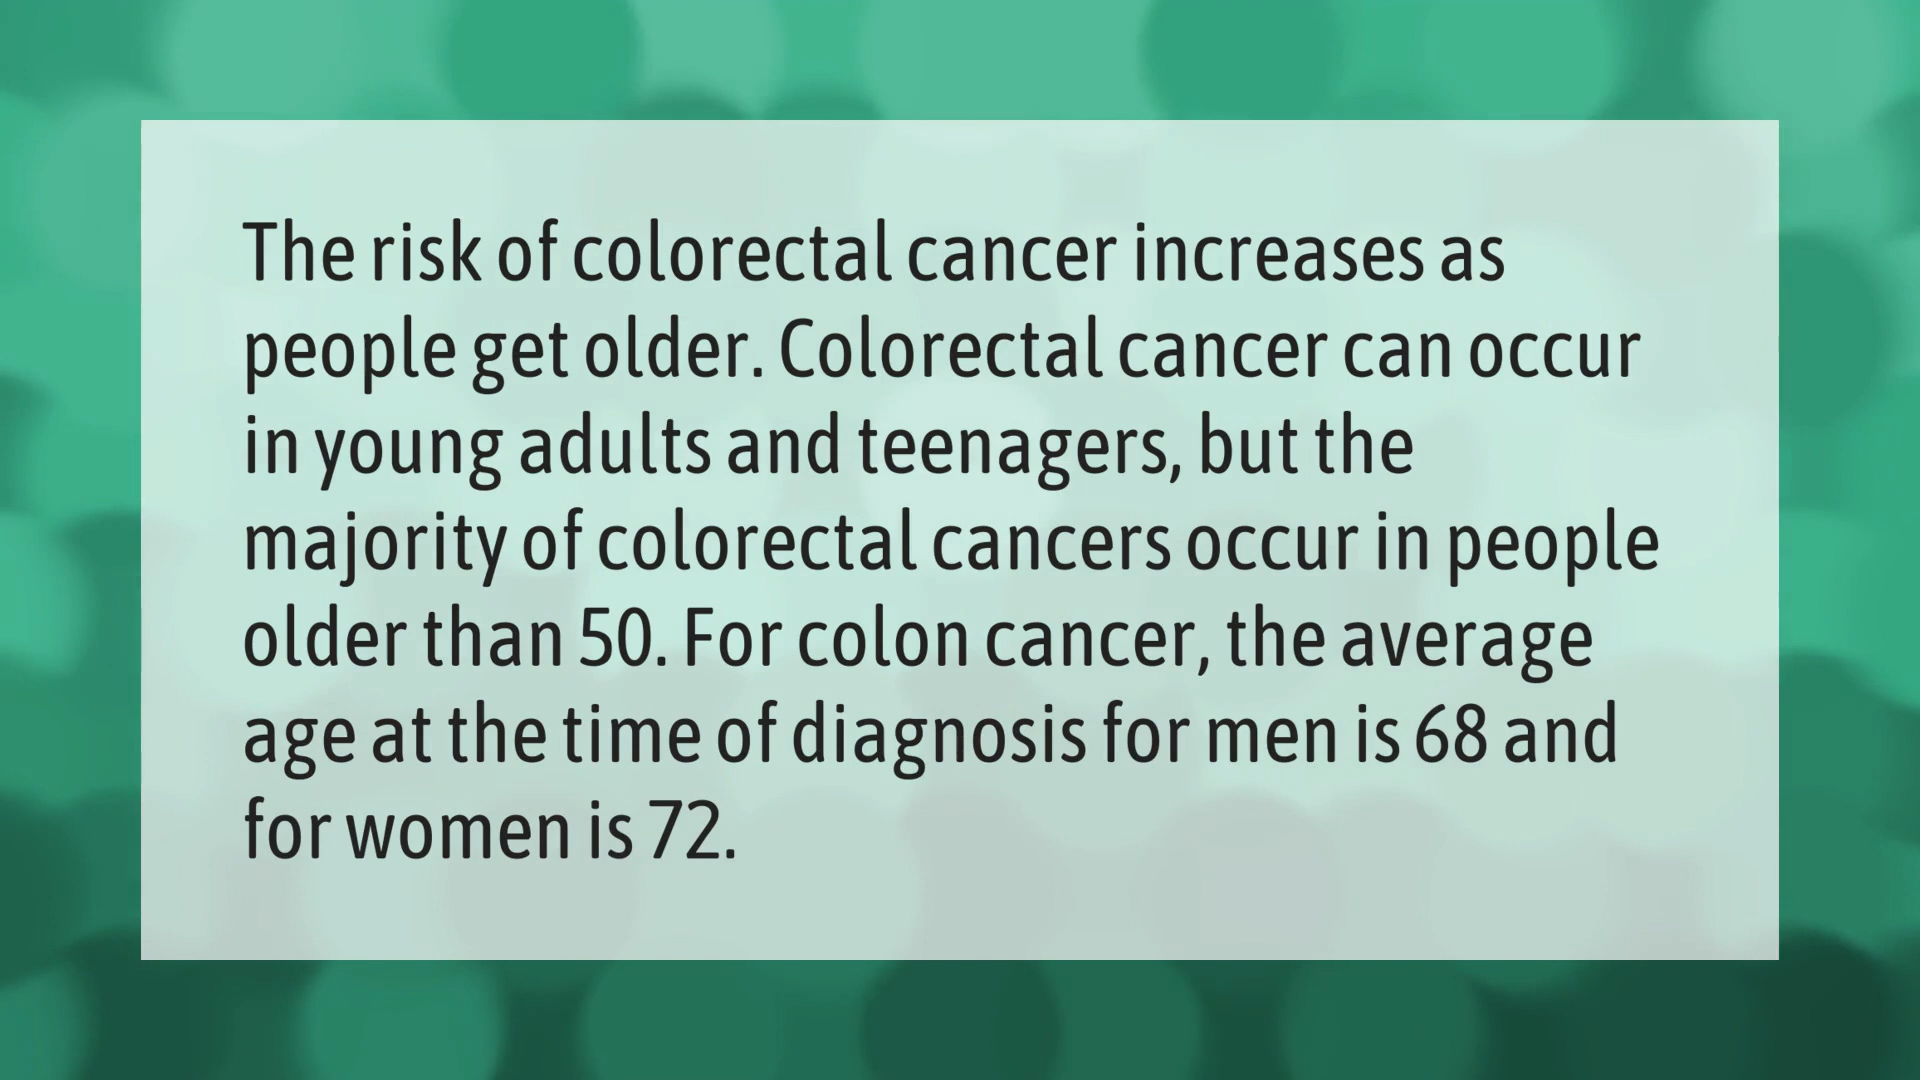 The risk of colorectal cancer increases as
people get older. Colorectal cancer can occur
in young adults and teenagers, but the
majority of colorectal cancers occur in people
older than 50. For colon cancer, the average
age at the time of diagnosis for men is 68 and
for women is 72.